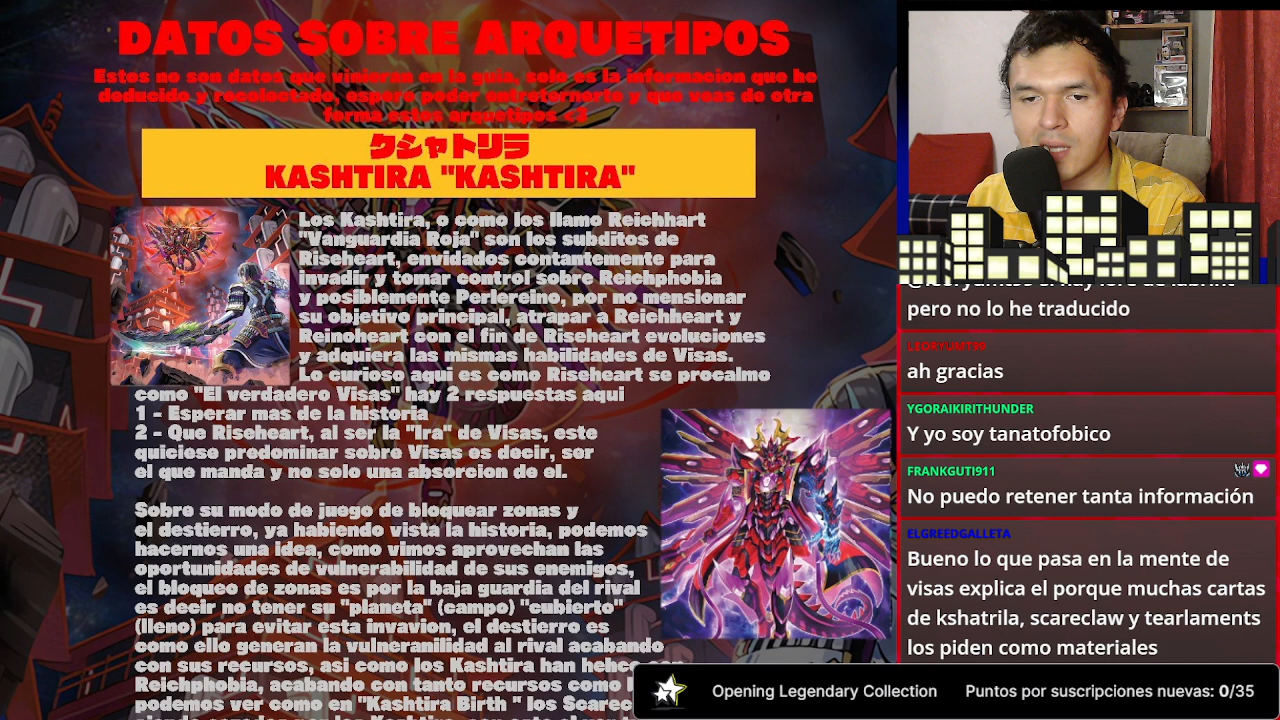 DATOS SOBRE ARQUETIPOS
Estos no son datos que vinieran en la guia, solo es la informacion que he
deducido y recolectado, espero poder entretenerte y que veas de otra
forma estos arquetipos <3
クシャトリラ
KASHTIRA "KASHTIRA"
Los Kashtira, o como los llamo Reichhart
"Vanguardia Roja" son los subditos de
Riseheart, envidados contantemente para
invadir y tomar control sobre Reichphobia
y posiblemente Perlereino, por no mensionar
su objetivo principal, atrapar a Reichheart y
Reinoheart con el fin de Riseheart evoluciones
y adquiera las mismas habilidades de Visas.
Lo curioso aqui es como Riseheart se procalmo
como "El verdadero Visas" hay 2 respuestas aqui
1 - Esperar mas de la historia
2 - Que Riseheart, al ser la "Ira" de Visas, este
quiciese predominar sobre Visas es decir, ser
el que manda y no solo una absorcion de el.
Sobre su modo de juego de bloquear zonas y
el destierro, ya habiendo vista la historia, podemos
hacernos una idea, como vimos aprovechan las
oportunidades de vulnerabilidad de sus enemigos,
el bloqueo de zonas es por la baja guardia del rival
es decir no tener su "planeta" (campo) "cubierto"
(lleno) para evitar esta invavion, el destierro es
como ello generan la vulneranilidad al rival acabando
con sus recursos, asi como los Kashtira han
Reichphobia, acabando con tanto recursos como
podemos ver como en "Kashtira Birth " los
pero no lo he traducido
LEORYUMT99
ah gracias
YGORAIKIRITHUNDER
Y yo soy tanatofobico
FRANKGUTI911
No puedo retener tanta información
ELGREEDGALLETA
Bueno lo que pasa en la mente de
visas explica el porque muchas cartas
de kshatrila, scareclaw y tearlaments
los piden como materiales
Opening Legendary Collection
Puntos por suscripciones nuevas: 0/35